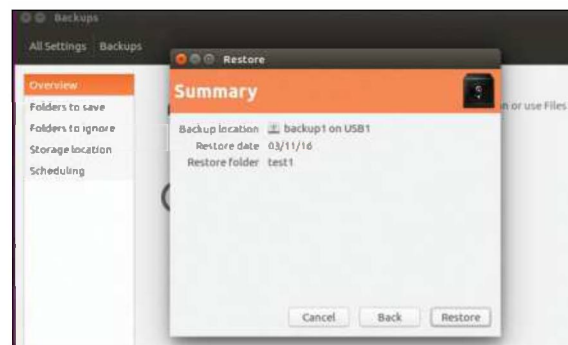 Backups
All Settings Backups
Restore
Overview
Folders to save
Folders to ignore
Storage location
Scheduling
Summary
n or use Files
Backup location backup1 on USB1
Restore date 03/11/16
Restore folder test1
Cancel Back Restore